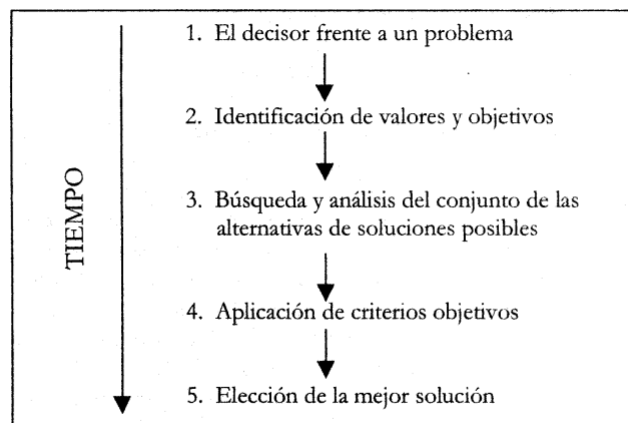 1. El decisor frente a un problema
2. Identificación de valores y objetivos
TIEMPO
3. Búsqueda y análisis del conjunto de las
alternativas de soluciones posibles
4. Aplicación de criterios objetivos
5. Elección de la mejor solución